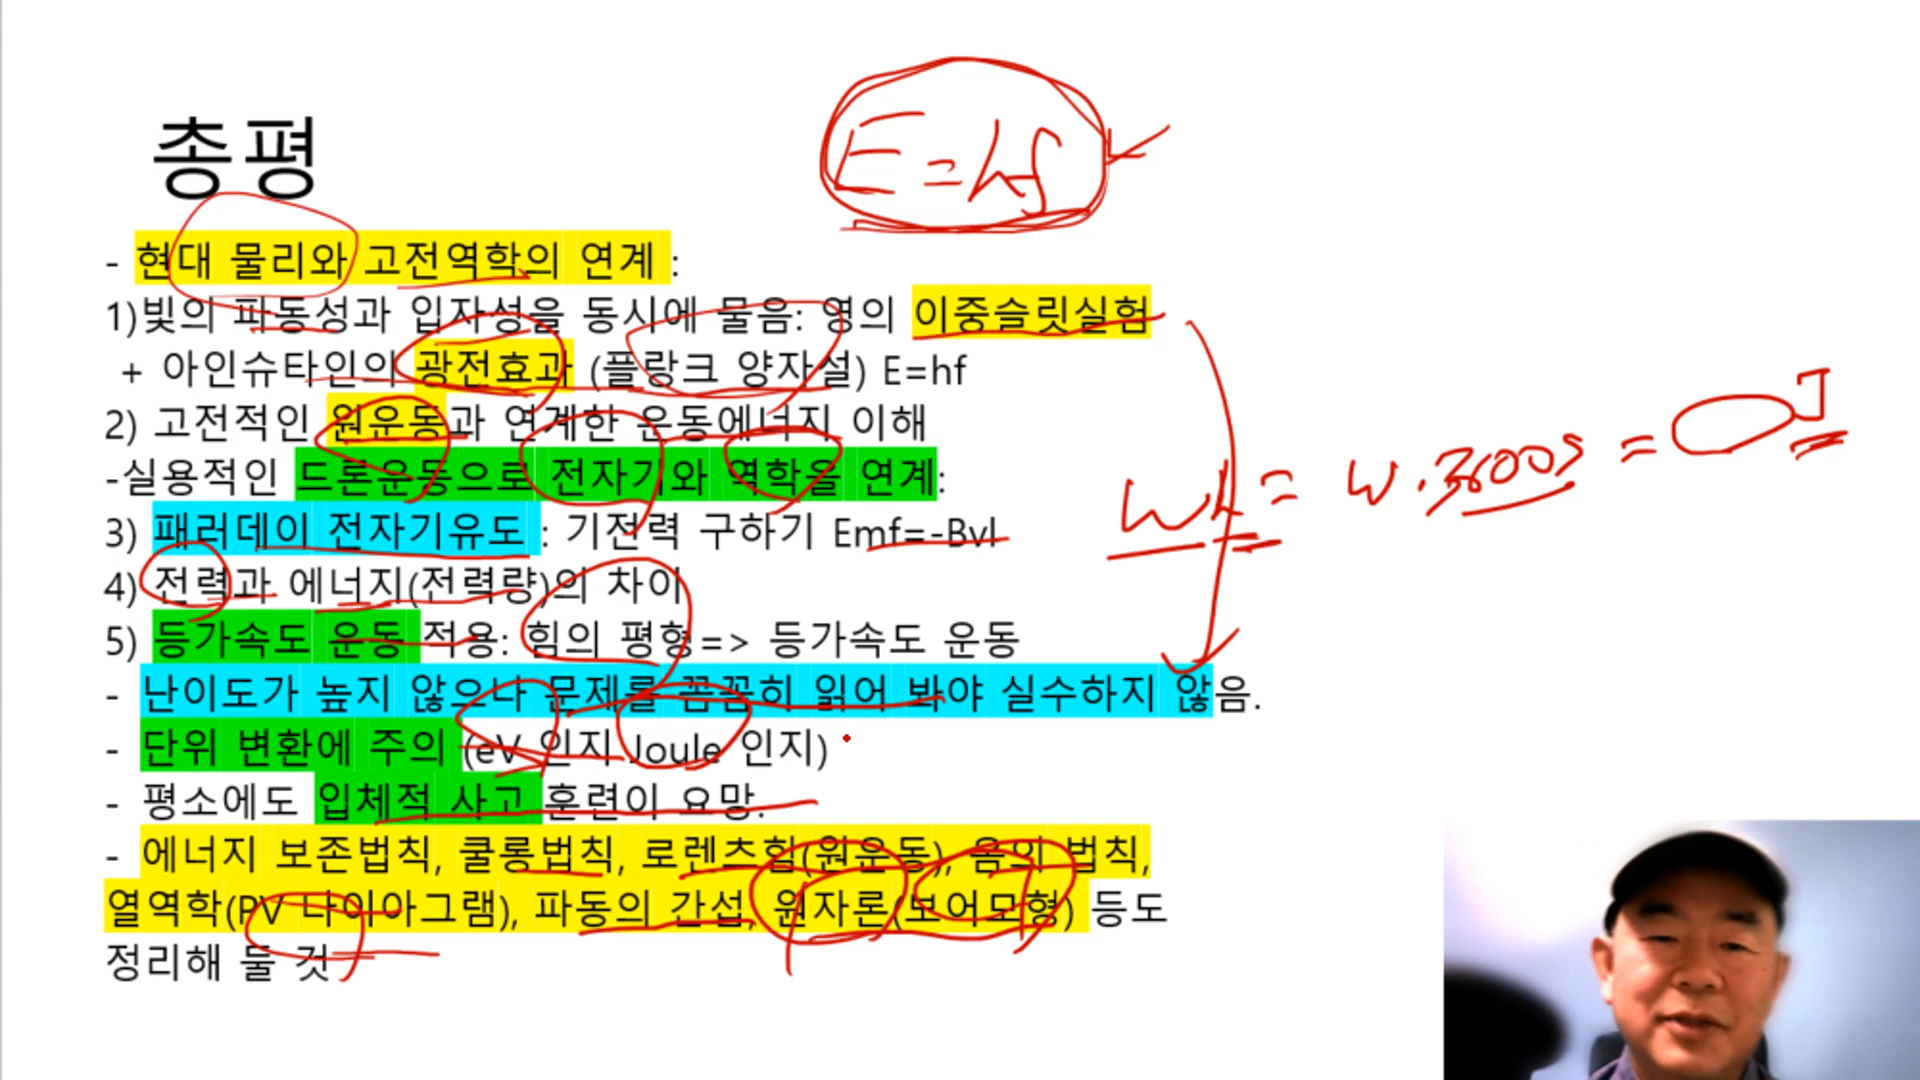 총평
E=hf
- 현대 물리와 고전역학의 연계 :
1)빛의 파동성과 입자성을 동시에 물음: 영의 이중슬릿실험
+ 아인슈타인의 광전효과 (플랑크 양자설) E=hf
2) 고전적인 원운동과 연계한 운동에너지 이해
-실용적인 드론운동으로 전자기와 역학을 연계:
Wh = W·3600s = J
3) 패러데이 전자기유도 : 기전력 구하기 Emf=-Bvl
4) 전력과 에너지(전력량)의 차이
5) 등가속도 운동 적용: 힘의 평형=> 등가속도 운동
- 난이도가 높지 않으나 문제를 꼼꼼히 읽어 봐야 실수하지 않음.
- 단위 변환에 주의 (eV 인지 Joule 인지)
- 평소에도 입체적 사고 훈련이 요망.
- 에너지 보존법칙, 쿨롱법칙, 로렌츠힘(원운동), 옴의 법칙,
열역학(PV 다이아그램), 파동의 간섭, 원자론(보어모형) 등도
정리해 둘 것